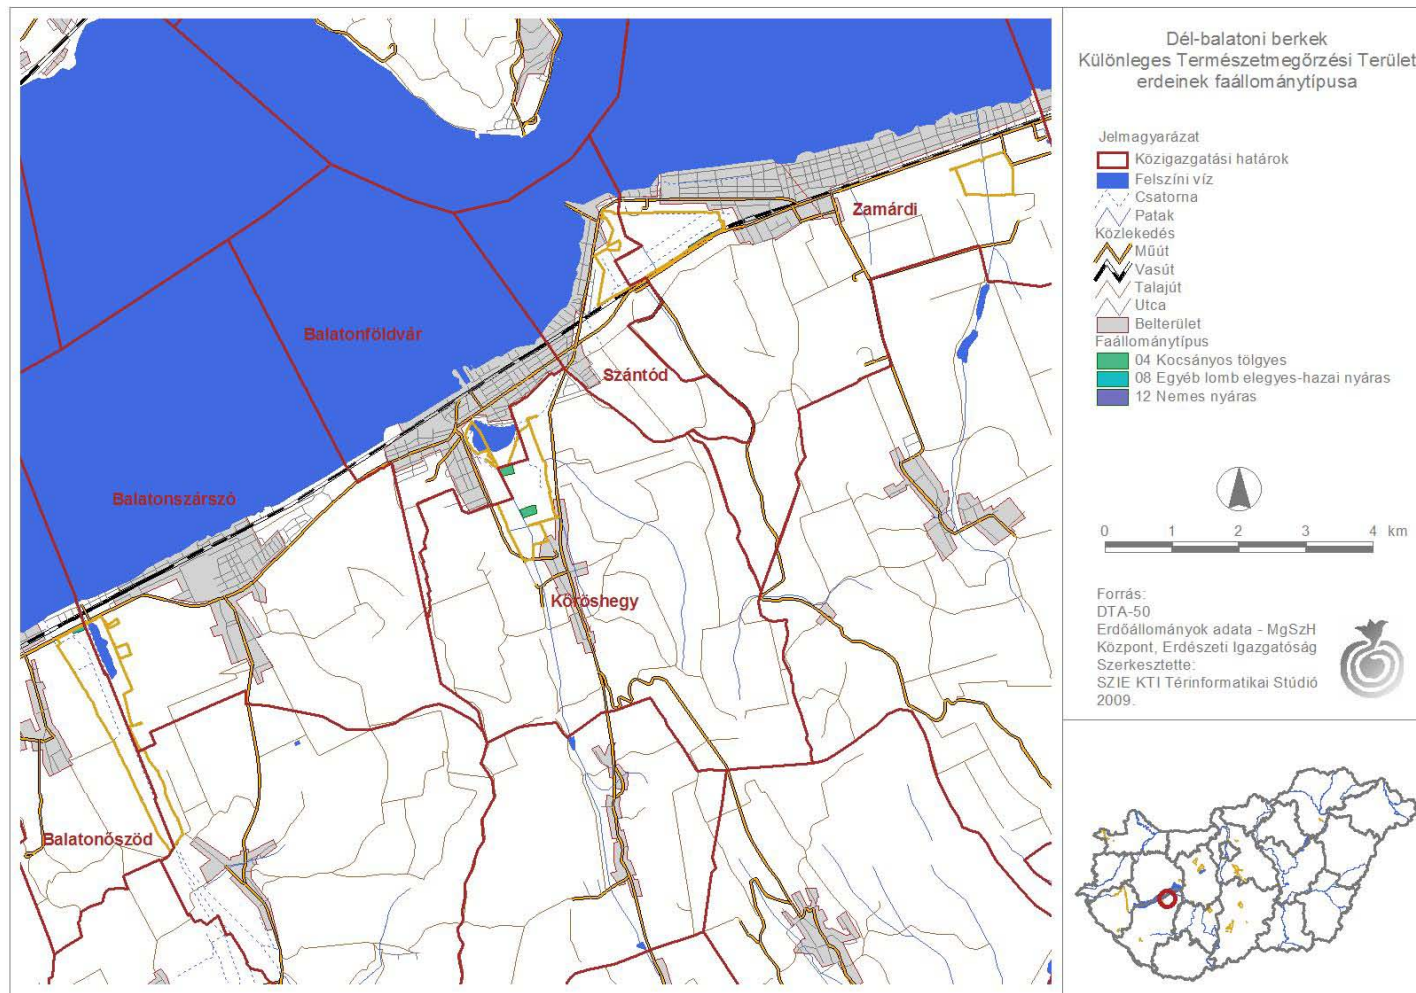 Dél-balatoni berkek
Különleges Természetmegőrzési Terület
erdeinek faállománytípusa
Jelmagyarázat
Közigazgatási határok
Felszíni víz
Csatorna
Patak
Közlekedés
Műút
Vasút
Talajút
Utca
Belterület
Faállománytípus
04 Kocsányos tölgyes
08 Egyéb lomb elegyes-hazai nyáras
12 Nemes nyáras
0 1 2 3 4 km
Forrás:
DTA-50
Erdőállományok adata - MgSzH
Központ, Erdészeti Igazgatóság
Szerkesztette:
SZIE KTI Térinformatikai Stúdió
2009.
Zamárdi
Balatonföldvár
Szántód
Balatonszárszó
Kőröshegy
Balatonőszöd